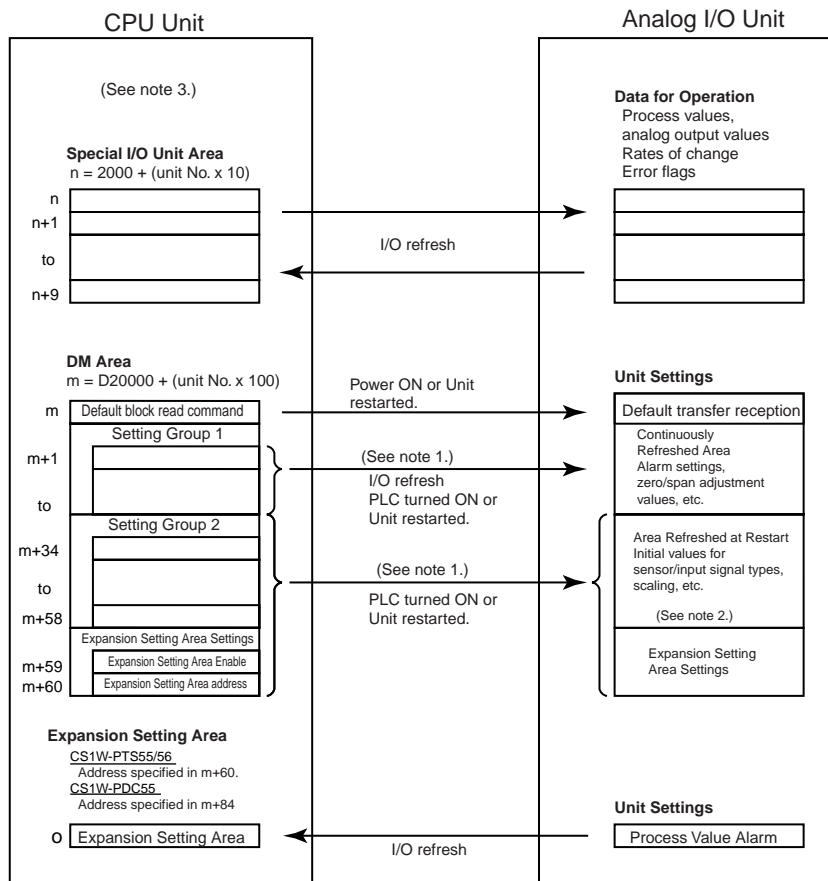 CPU Unit
Analog I/O Unit
(See note 3.)
Data for Operation
Process values,
analog output values
Rates of change
Error flags
Special I/O Unit Area
n = 2000 + (unit No. x 10)
n
n+1
to
n+9
I/O refresh
DM Area
m = D20000 + (unit No. x 100)
Power ON or Unit
restarted.
Unit Settings
m
Default block read command
Default transfer reception
Setting Group 1
m+1
to
(See note 1.)
I/O refresh
PLC turned ON or
Unit restarted.
Continuously
Refreshed Area
Alarm settings,
zero/span adjustment
values, etc.
Setting Group 2
m+34
to
m+58
(See note 1.)
PLC turned ON or
Unit restarted.
Area Refreshed at Restart
Initial values for
sensor/input signal types,
scaling, etc.
(See note 2.)
Expansion Setting Area Settings
m+59
Expansion Setting Area Enable
m+60
Expansion Setting Area address
Expansion Setting
Area Settings
Expansion Setting Area
CS1W-PTS55/56
Address specified in m+60.
CS1W-PDC55
Address specified in m+84
Unit Settings
o
Expansion Setting Area
I/O refresh
Process Value Alarm